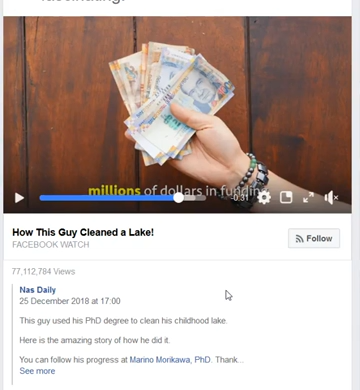 fascinating!
millions of dollars in funding
-0:31
How This Guy Cleaned a Lake!
FACEBOOK WATCH
Follow
77,112,784 Views
Nas Daily
25 December 2018 at 17:00
This guy used his PhD degree to clean his childhood lake.
Here is the amazing story of how he did it.
You can follow his progress at Marino Morikawa, PhD. Thank...
See more